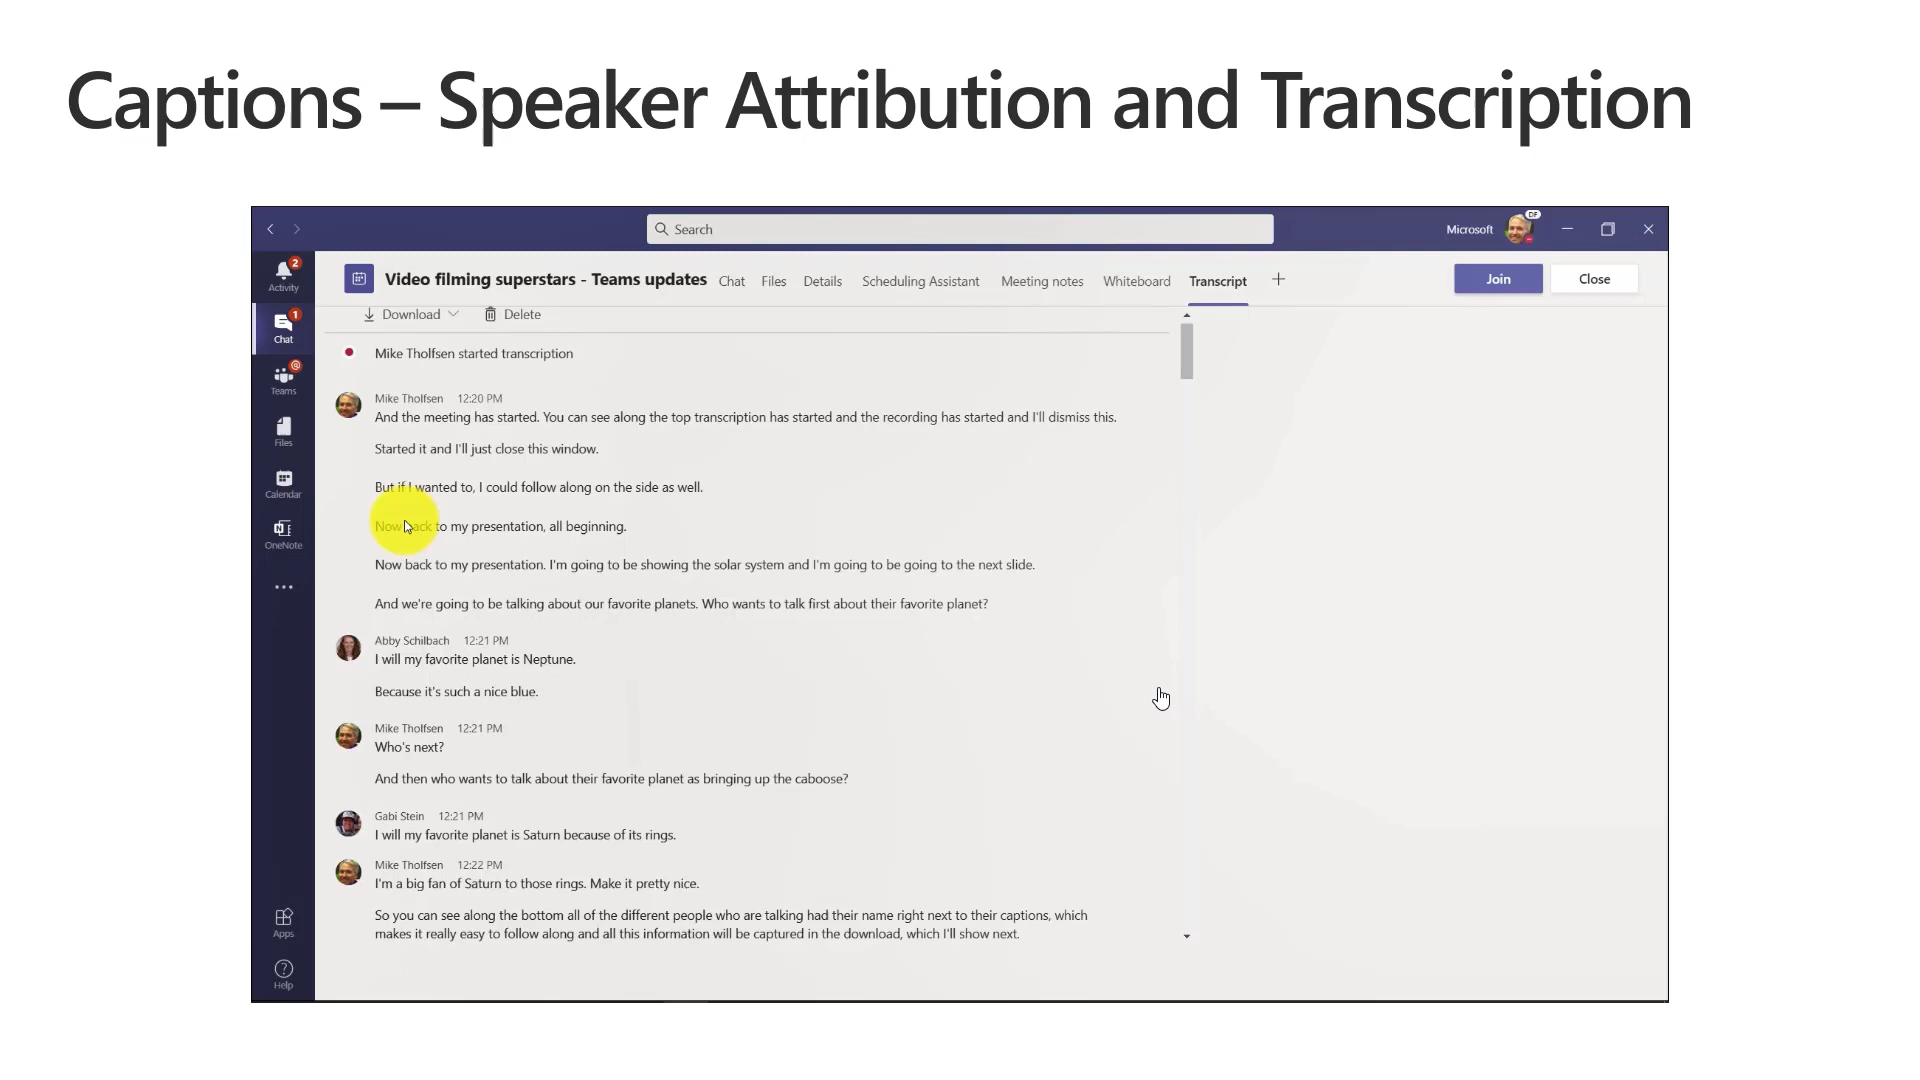 Captions – Speaker Attribution and Transcription
Search
Microsoft
DF
2
Activity
1
Chat
@
Teams
Files
Calendar
N
OneNote
Apps
?
Help
Video filming superstars - Teams updates
Chat
Files
Details
Scheduling Assistant
Meeting notes
Whiteboard
Transcript
Join
Close
Download
Delete
Mike Tholfsen started transcription
Mike Tholfsen 12:20 PM
And the meeting has started. You can see along the top transcription has started and the recording has started and I'll dismiss this.
Started it and I'll just close this window.
But if I wanted to, I could follow along on the side as well.
Now back to my presentation, all beginning.
Now back to my presentation. I'm going to be showing the solar system and I'm going to be going to the next slide.
And we're going to be talking about our favorite planets. Who wants to talk first about their favorite planet?
Abby Schilbach 12:21 PM
I will my favorite planet is Neptune.
Because it's such a nice blue.
Mike Tholfsen 12:21 PM
Who's next?
And then who wants to talk about their favorite planet as bringing up the caboose?
Gabi Stein 12:21 PM
I will my favorite planet is Saturn because of its rings.
Mike Tholfsen 12:22 PM
I'm a big fan of Saturn to those rings. Make it pretty nice.
So you can see along the bottom all of the different people who are talking had their name right next to their captions, which
makes it really easy to follow along and all this information will be captured in the download, which I'll show next.